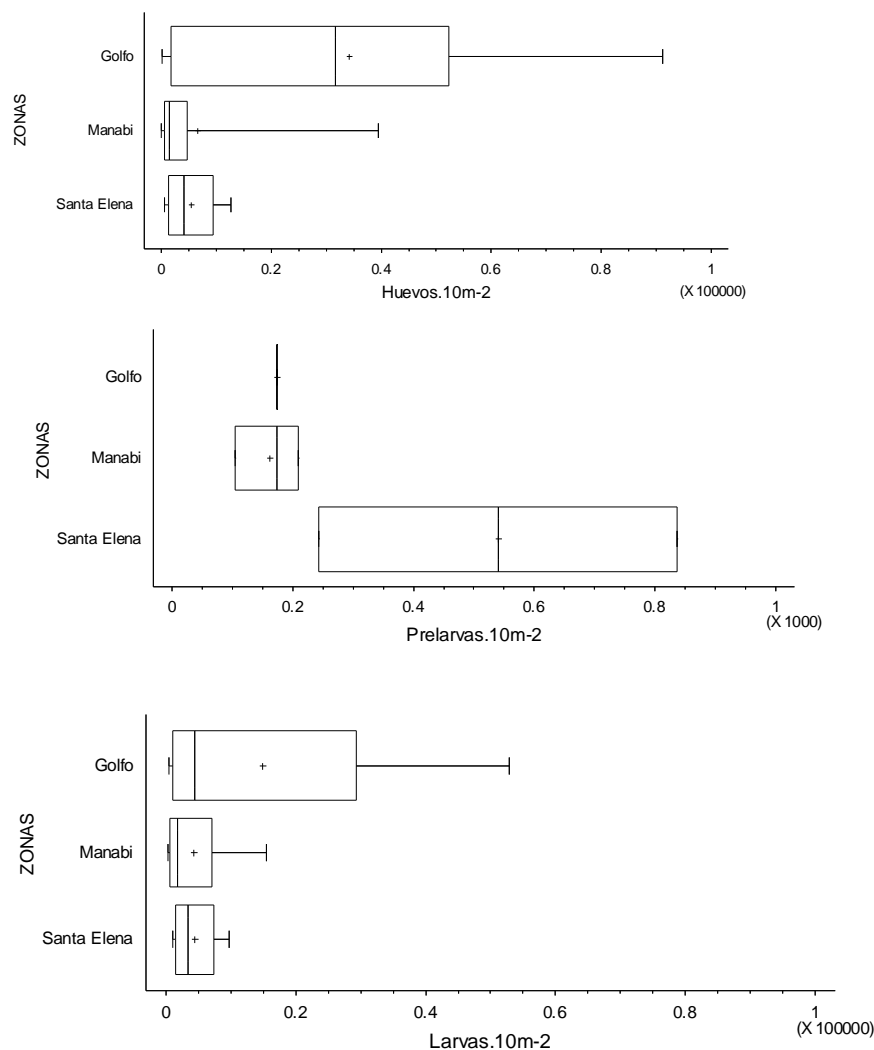 ZONAS
Golfo
Manabi
Santa Elena
0 0.2 0.4 0.6 0.8 1
Huevos.10m-2
(X 100000)
ZONAS
Golfo
Manabi
Santa Elena
0 0.2 0.4 0.6 0.8 1
Prelarvas.10m-2
(X 1000)
ZONAS
Golfo
Manabi
Santa Elena
0 0.2 0.4 0.6 0.8 1
Larvas.10m-2
(X 100000)